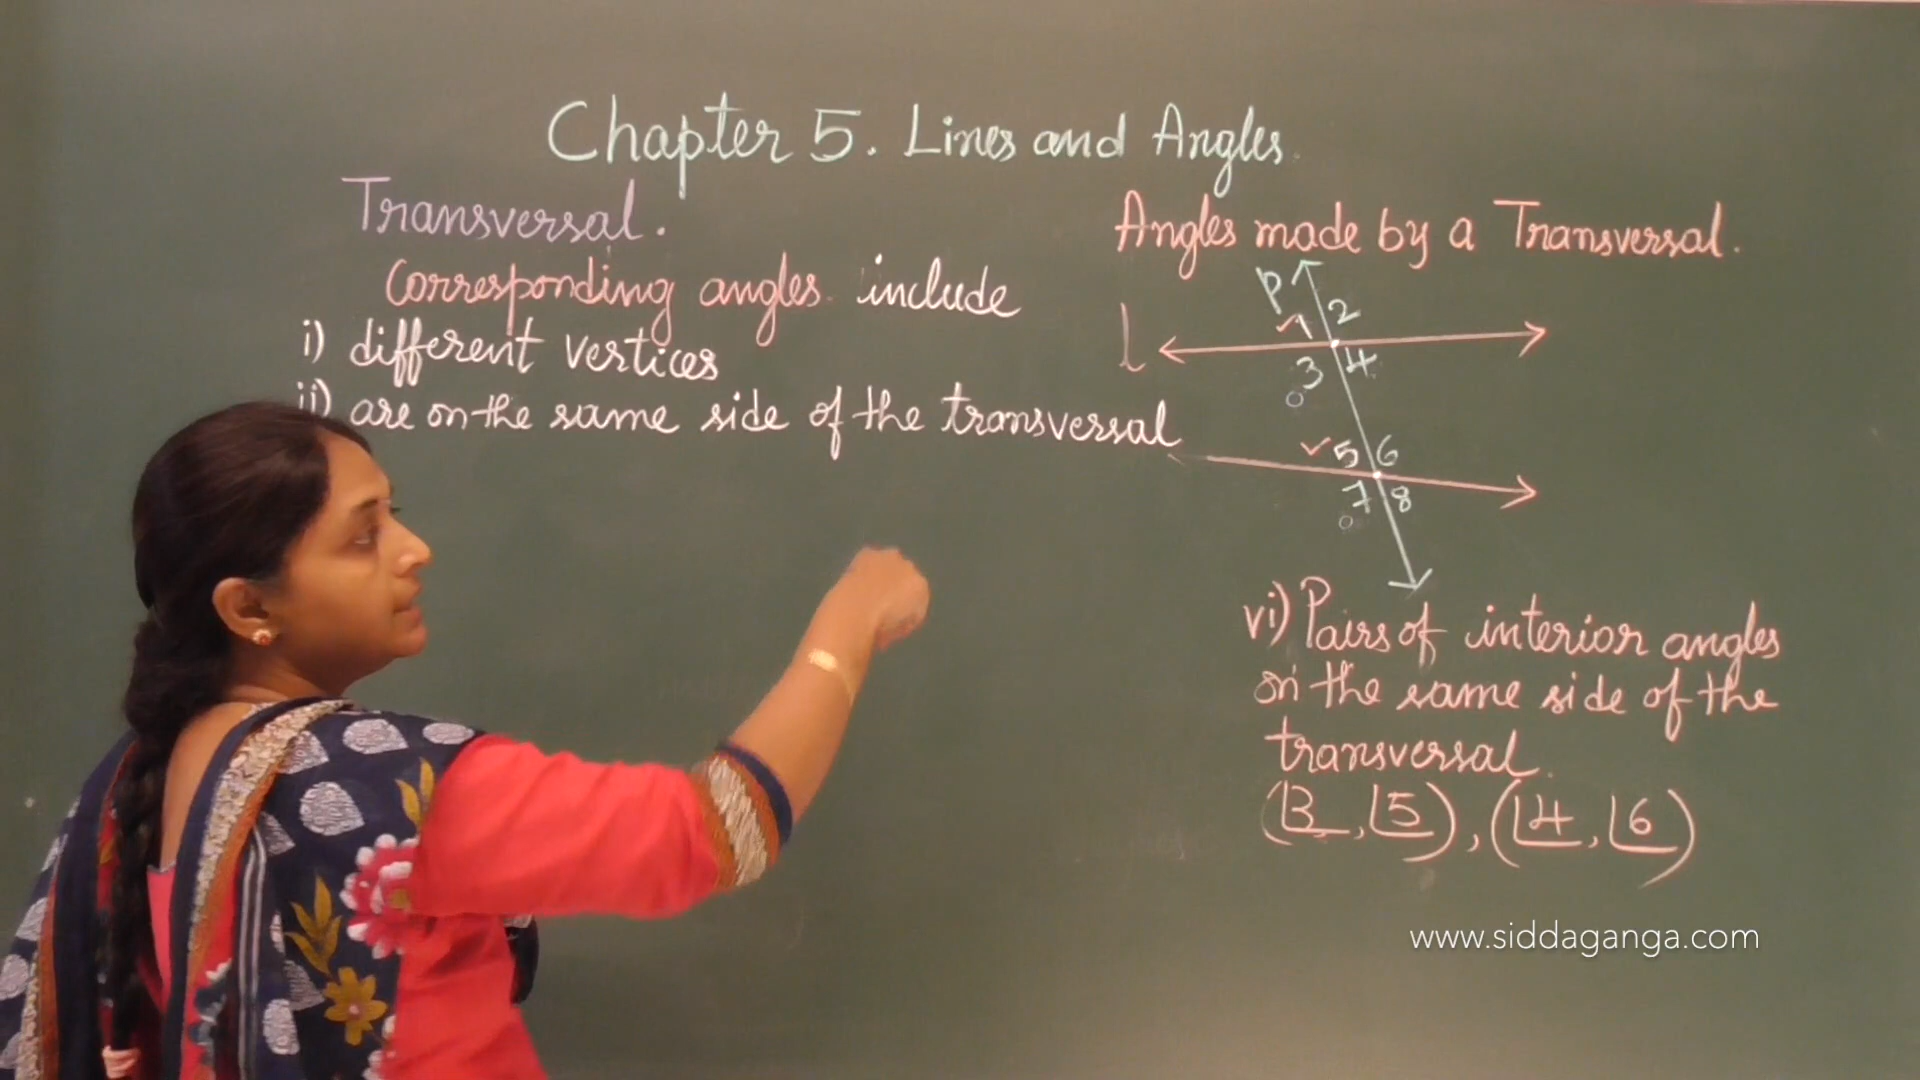 Chapter 5. Lines and Angles.
Transversal.
Corresponding angles include
i) different vertices
ii) are on the same side of the transversal
Angles made by a Transversal.
P
1 2
l
3 4
5 6
7 8
vi) Pairs of interior angles
on the same side of the
transversal.
(∠3, ∠5), (∠4, ∠6)
www.siddaganga.com